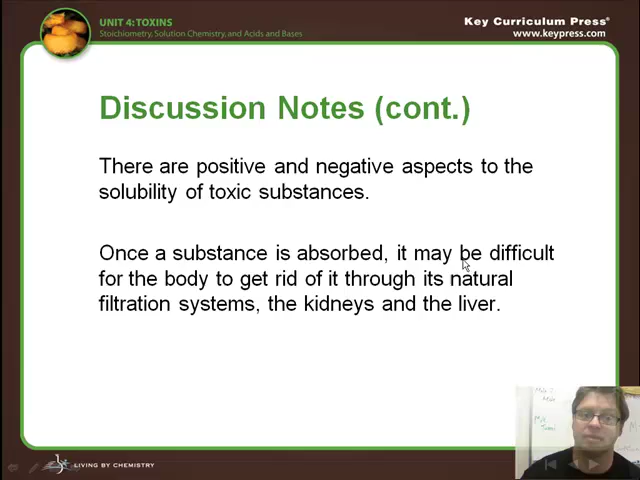 UNIT 4: TOXINS
Stoichiometry, Solution Chemistry, and Acids and Bases
Key Curriculum Press®
www.keypress.com
Discussion Notes (cont.)
There are positive and negative aspects to the
solubility of toxic substances.
Once a substance is absorbed, it may be difficult
for the body to get rid of it through its natural
filtration systems, the kidneys and the liver.
LIVING BY CHEMISTRY